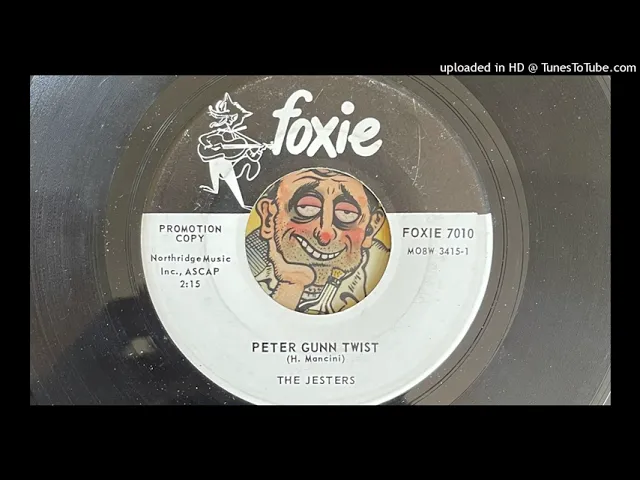 uploaded in HD @ TunesToTube.com
foxie
PROMOTION
COPY
Northridge Music
Inc., ASCAP
2:15
FOXIE 7010
MO8W 3415-1
PETER GUNN TWIST
(H. Mancini)
THE JESTERS